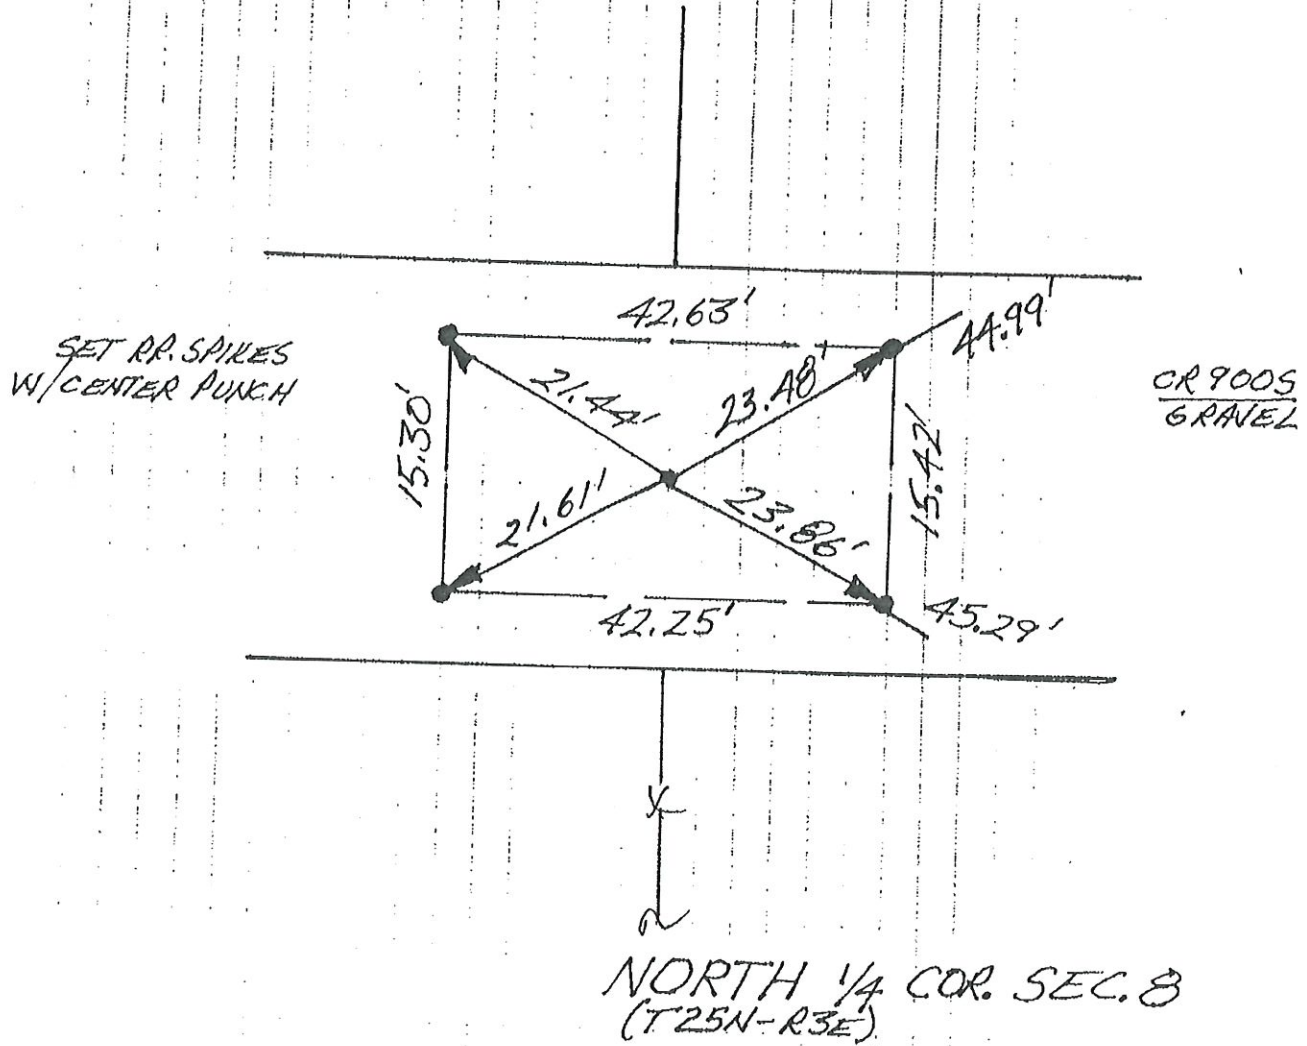 42.63'
44.99'
SET RR. SPIKES
W/CENTER PUNCH
21.44'
23.48'
CR 900S
GRAVEL
15.30'
15.42'
21.61'
23.86'
42.25'
45.29'
NORTH 1/4 COR. SEC. 8
(T25N-R3E)